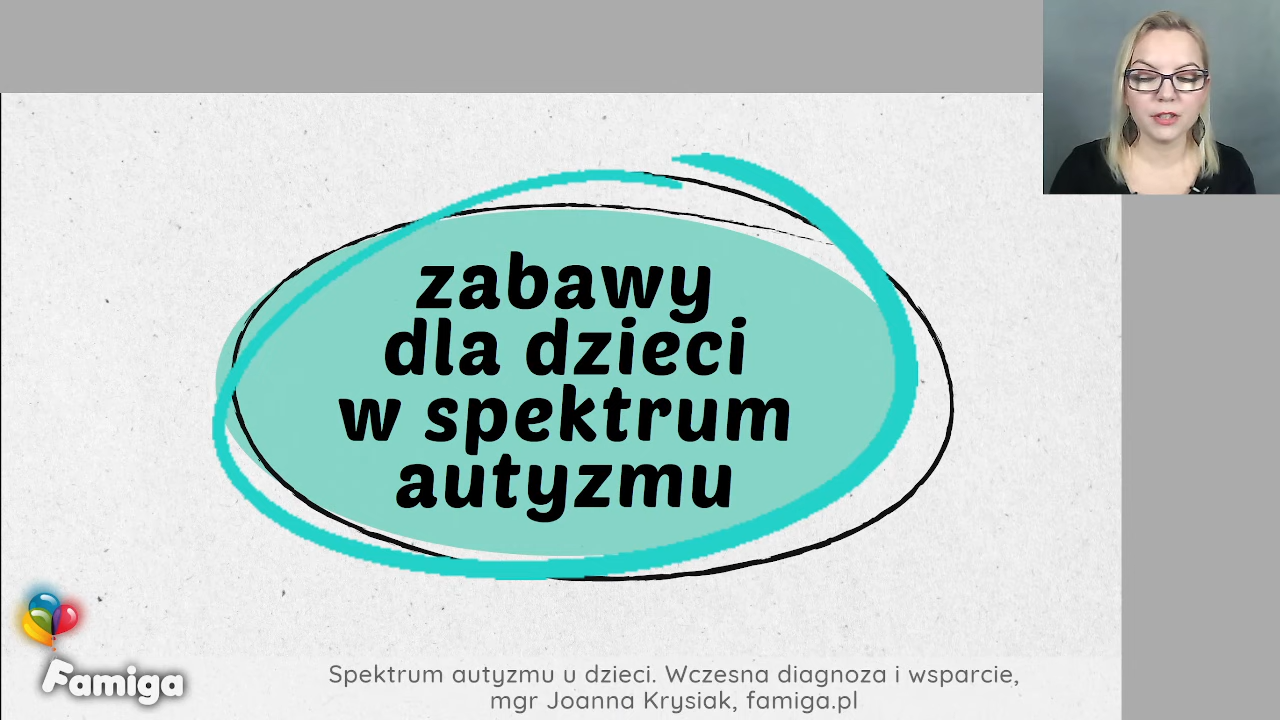 zabawy
dla dzieci
w spektrum
autyzmu
Famiga
Spektrum autyzmu u dzieci. Wczesna diagnoza i wsparcie,
mgr Joanna Krysiak, famiga.pl